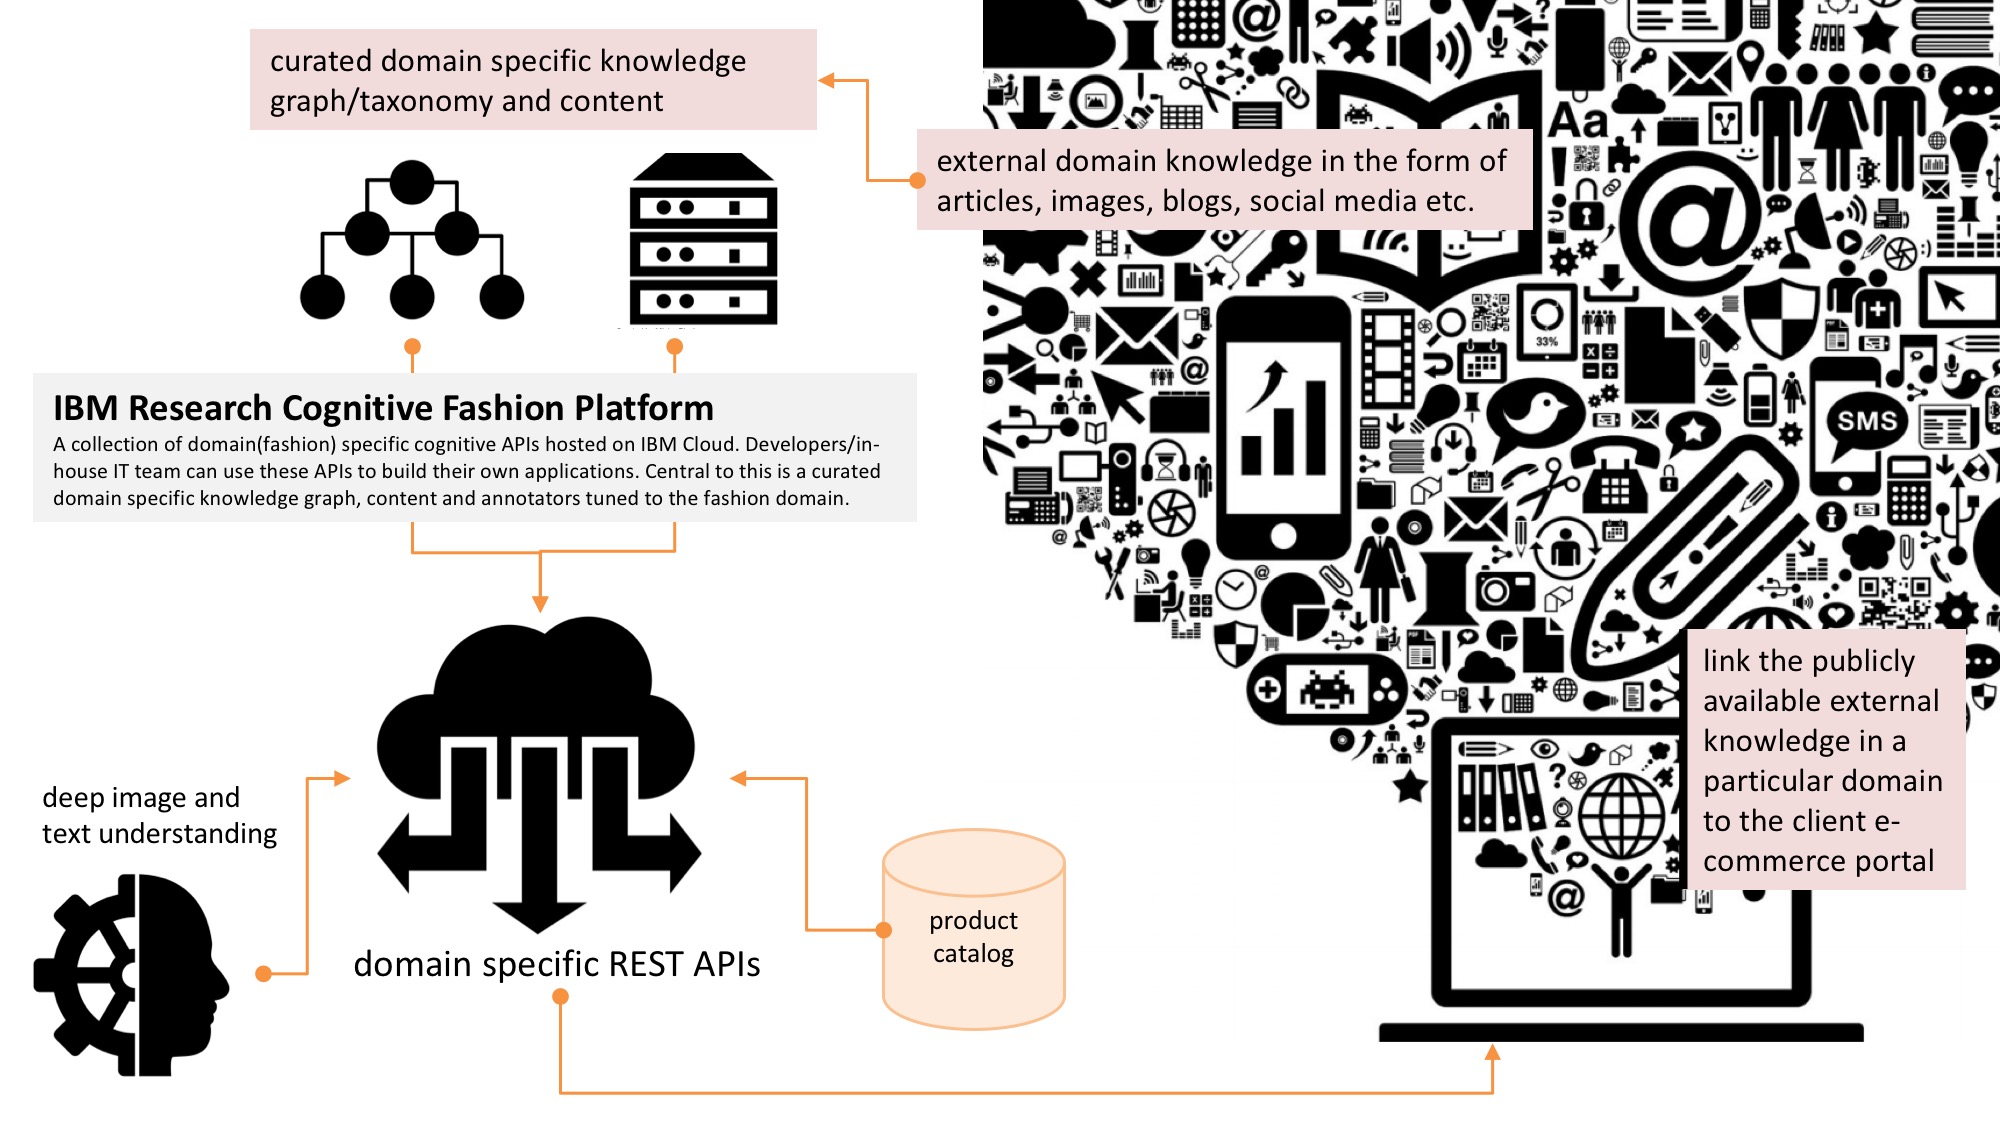 curated domain specific knowledge
graph/taxonomy and content
external domain knowledge in the form of
articles, images, blogs, social media etc.
Aa
@
33%
SMS
IBM Research Cognitive Fashion Platform
A collection of domain(fashion) specific cognitive APIs hosted on IBM Cloud. Developers/in-
house IT team can use these APIs to build their own applications. Central to this is a curated
domain specific knowledge graph, content and annotators tuned to the fashion domain.
link the publicly
available external
knowledge in a
particular domain
to the client e-
commerce portal
deep image and
text understanding
product
catalog
domain specific REST APIs